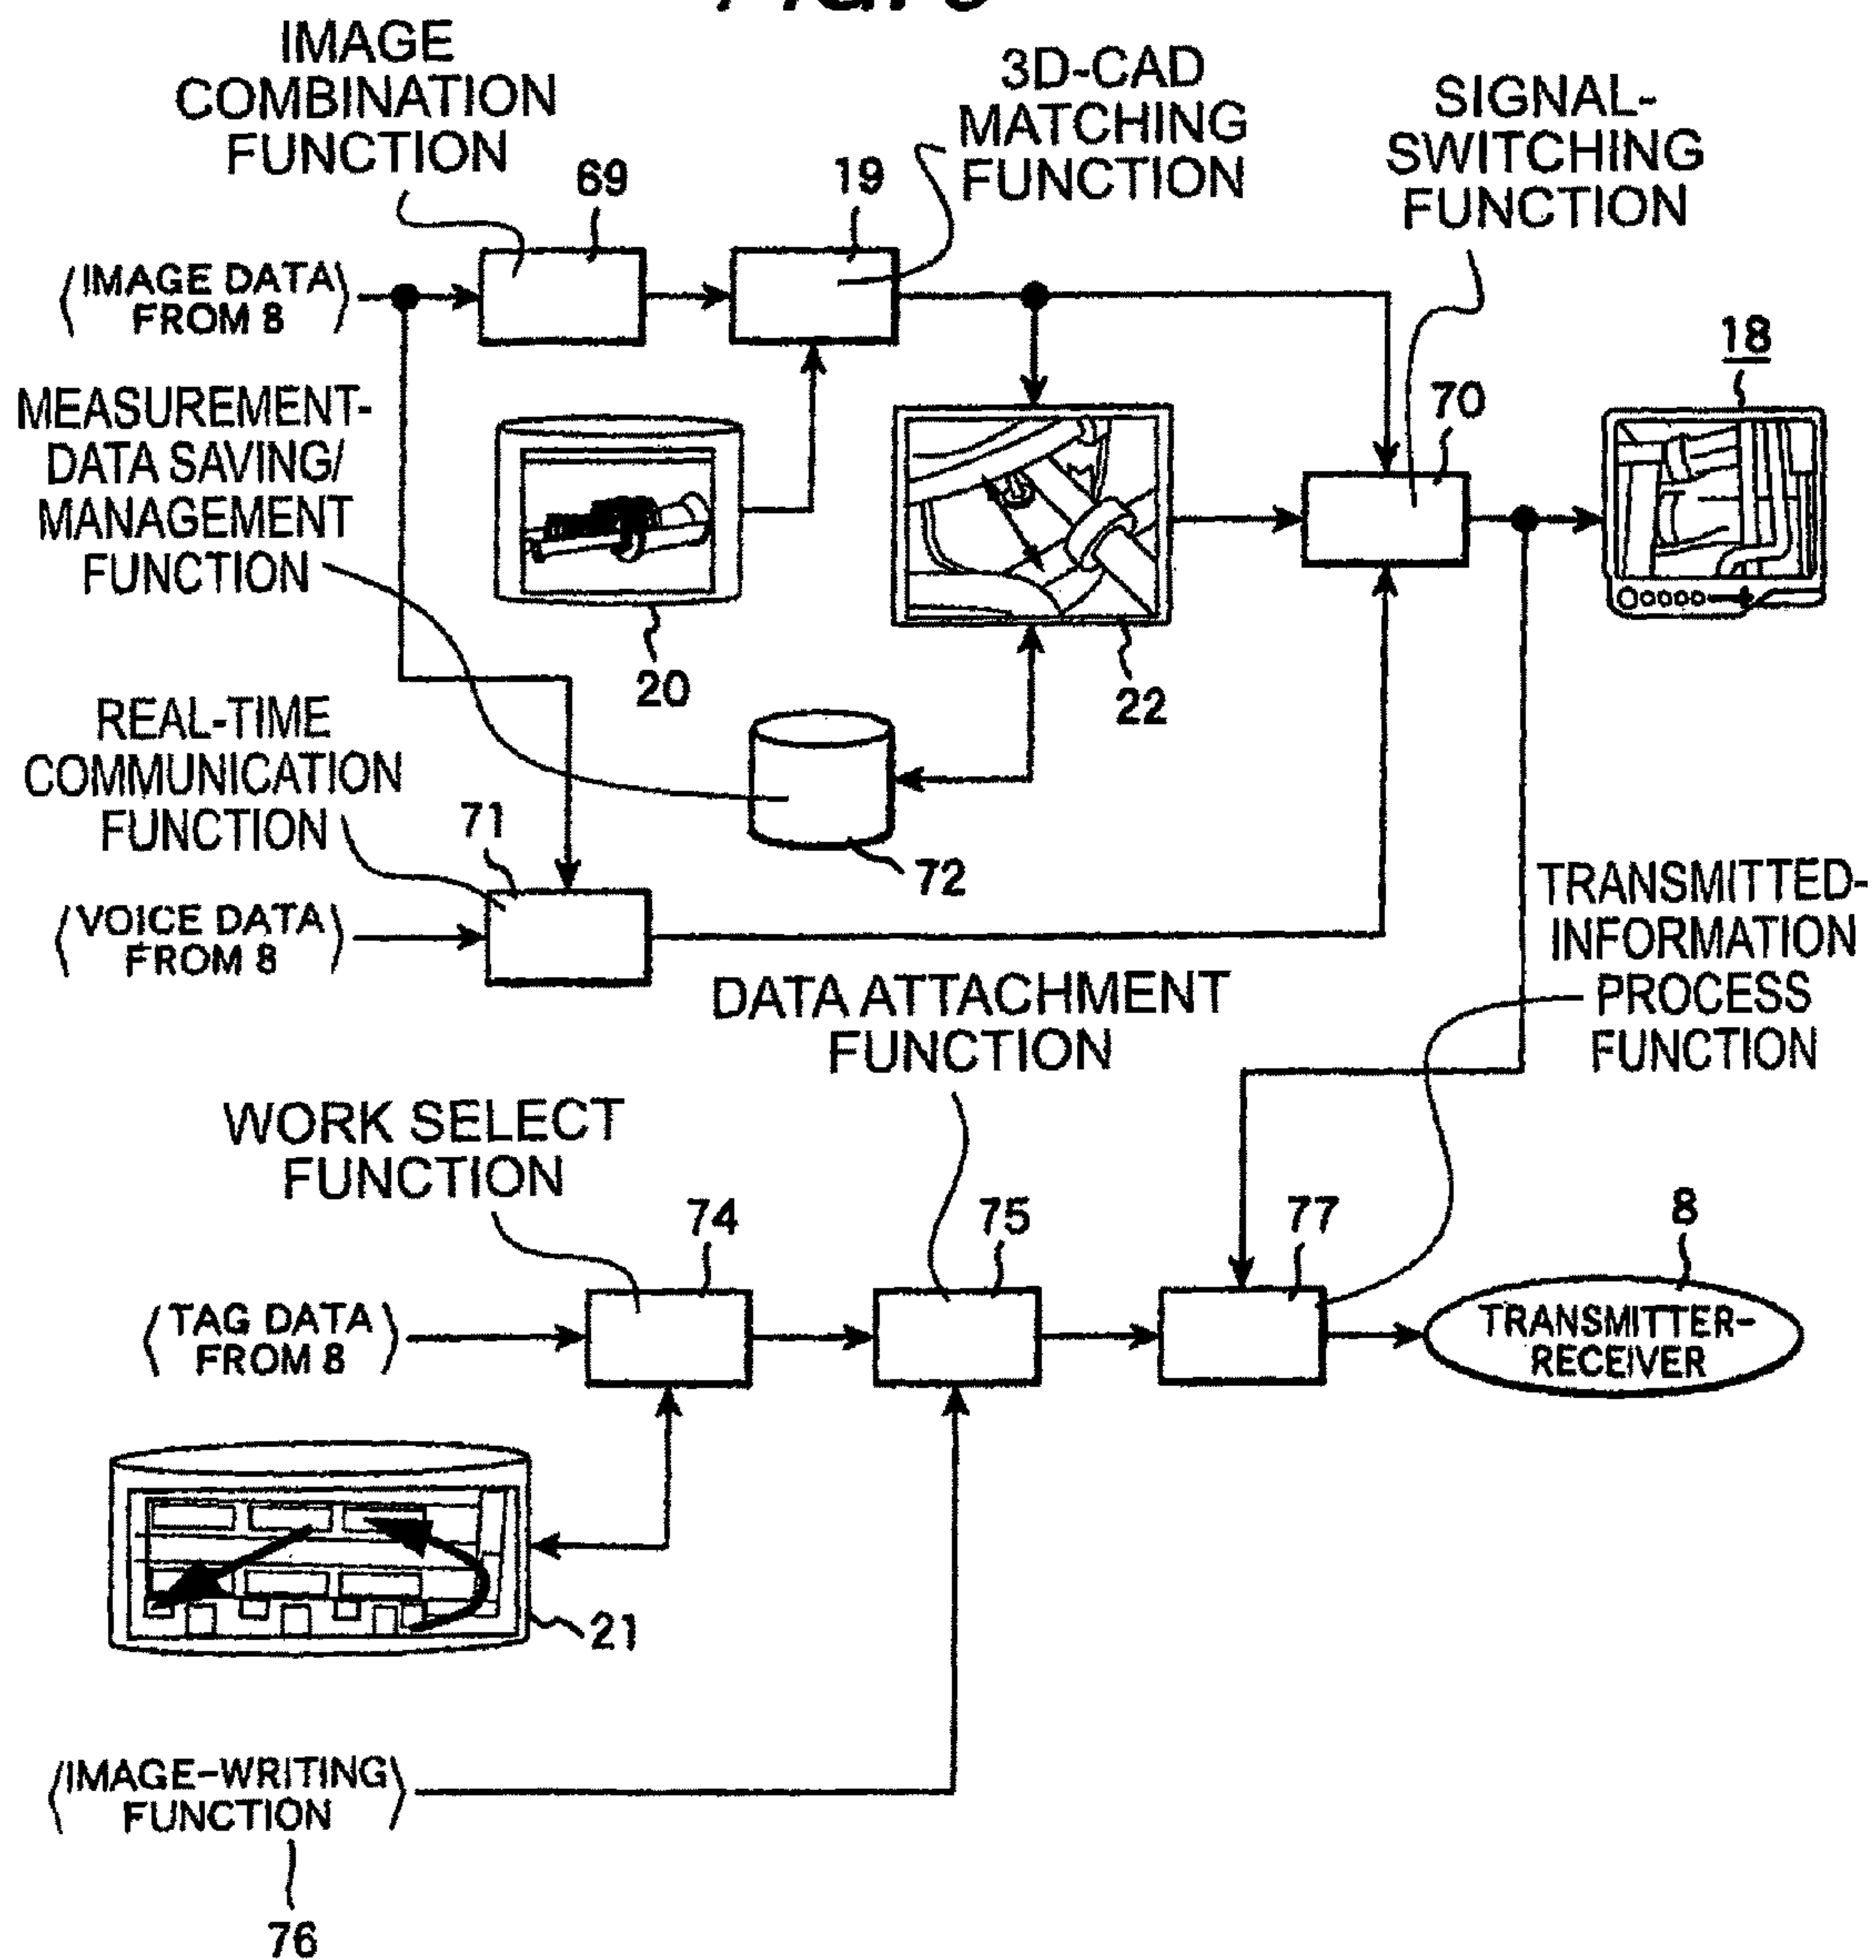 IMAGE
COMBINATION
FUNCTION
3D-CAD
MATCHING
FUNCTION
SIGNAL-
SWITCHING
FUNCTION
69
19
⟨IMAGE DATA
FROM 8⟩
18
70
MEASUREMENT-
DATA SAVING/
MANAGEMENT
FUNCTION
20
22
REAL-TIME
COMMUNICATION
FUNCTION
71
72
⟨VOICE DATA
FROM 8⟩
TRANSMITTED-
INFORMATION
PROCESS
FUNCTION
DATA ATTACHMENT
FUNCTION
WORK SELECT
FUNCTION
74
75
77
8
⟨TAG DATA
FROM 8⟩
TRANSMITTER-
RECEIVER
21
⟨IMAGE-WRITING
FUNCTION⟩
76